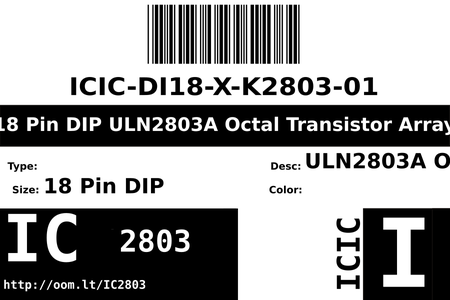 ICIC-DI18-X-K2803-01
18 Pin DIP ULN2803A Octal Transistor Array
Type:
Desc: ULN2803A O
Size: 18 Pin DIP
Color:
IC 2803
ICIC
I
http://oom.lt/IC2803